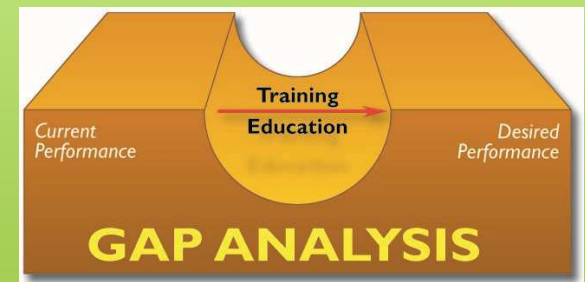 Training
Education
Current
Performance
Desired
Performance
GAP ANALYSIS